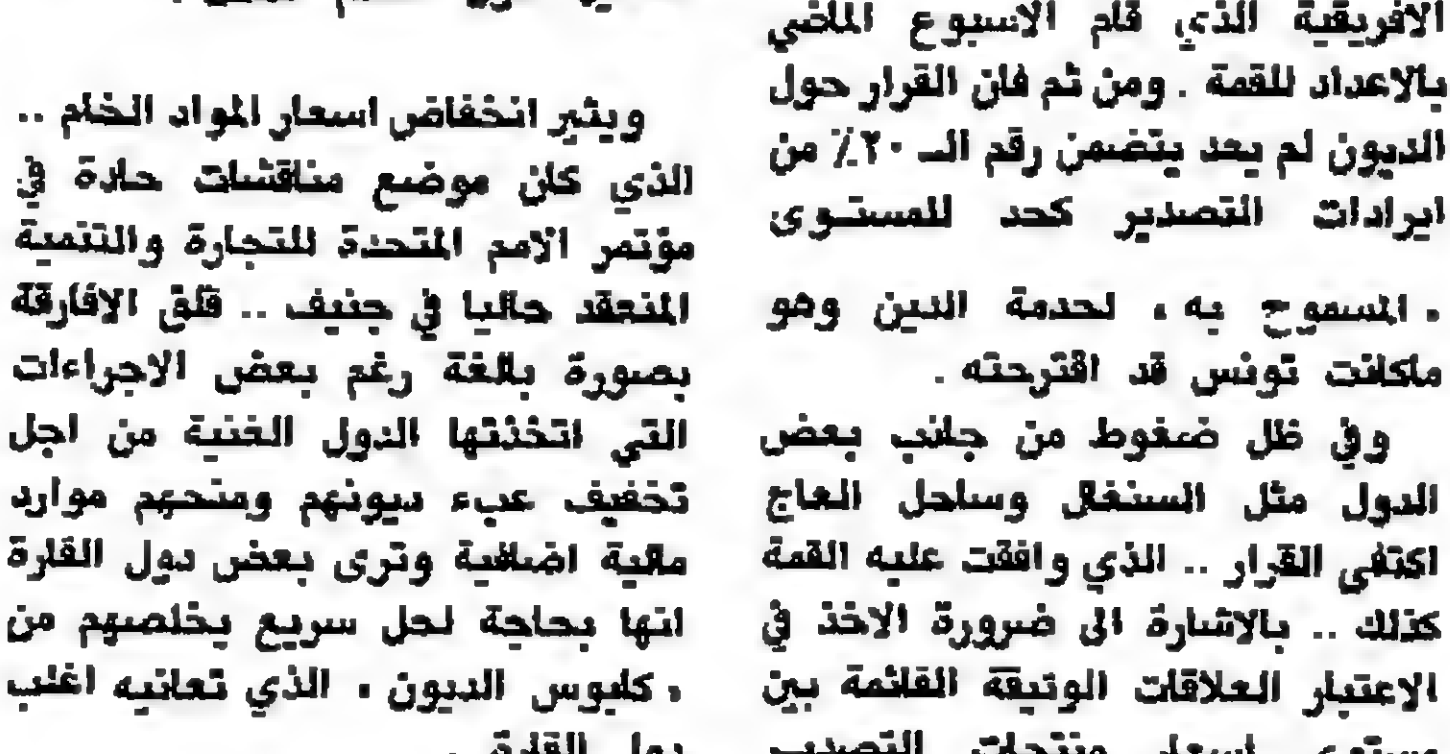 الافريقية الذي قام الاسبوع الماضي
بالاعداد للقمة . ومن ثم فان القرار حول
الديون لم يعد يتضمن رقم الـ ٢٠٪ من
ايرادات التصدير كحد للمستوى
« المسموح به » لخدمة الدين وهو
ماكانت تونس قد اقترحته .
وفي ظل ضغوط من جانب بعض
الدول مثل السنغال وساحل العاج
اكتفى القرار .. الذي وافقت عليه القمة
كذلك .. بالاشارة الى ضرورة الاخذ في
الاعتبار العلاقات الوثيقة القائمة بين
مستوى اسعار منتجات التصدير
ويثير انخفاض اسعار المواد الخام ..
الذي كان موضع مناقشات حادة في
مؤتمر الامم المتحدة للتجارة والتنمية
المنعقد حاليا في جنيف .. قلق الافارقة
بصورة بالغة رغم بعض الاجراءات
التي اتخذتها الدول الغنية من اجل
تخفيف عبء ديونهم ومنحهم موارد
مالية اضافية وترى بعض دول القارة
انها بحاجة لحل سريع يخلصهم من
« كابوس الديون » الذي تعانيه اغلب
دول القارة .